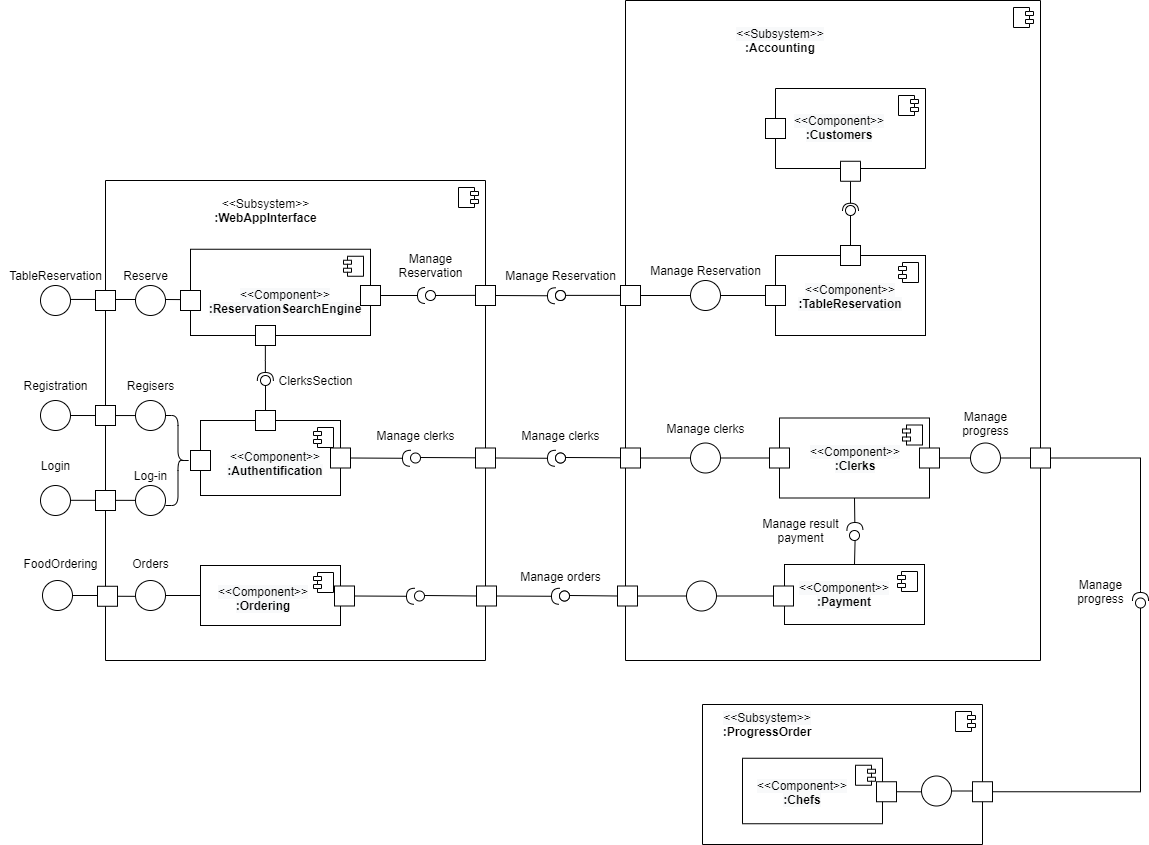 <<Subsystem>>
:Accounting
<<Component>>
:Customers
<<Subsystem>>
:WebAppInterface
TableReservation
Reserve
<<Component>>
:ReservationSearchEngine
Manage
Reservation
Manage Reservation
Manage Reservation
<<Component>>
:TableReservation
ClerksSection
Registration
Regisers
Login
Log-in
<<Component>>
:Authentification
Manage clerks
Manage clerks
Manage clerks
<<Component>>
:Clerks
Manage
progress
Manage result
payment
FoodOrdering
Orders
<<Component>>
:Ordering
Manage orders
<<Component>>
:Payment
Manage
progress
<<Subsystem>>
:ProgressOrder
<<Component>>
:Chefs